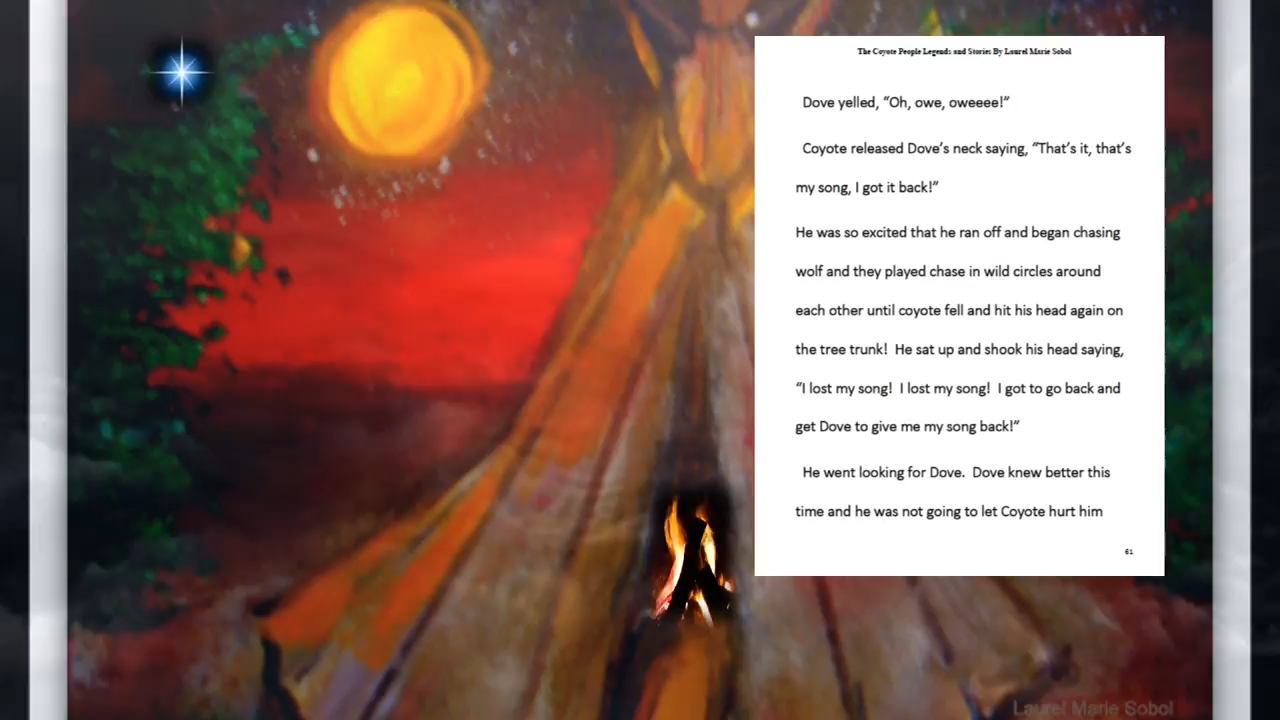 The Coyote People Legends and Stories By Laurel Marie Sobol
Dove yelled, “Oh, owe, oweeee!”
Coyote released Dove’s neck saying, “That’s it, that’s
my song, I got it back!”
He was so excited that he ran off and began chasing
wolf and they played chase in wild circles around
each other until coyote fell and hit his head again on
the tree trunk!  He sat up and shook his head saying,
“I lost my song!  I lost my song!  I got to go back and
get Dove to give me my song back!”
He went looking for Dove.  Dove knew better this
time and he was not going to let Coyote hurt him
61
Laurel Marie Sobol